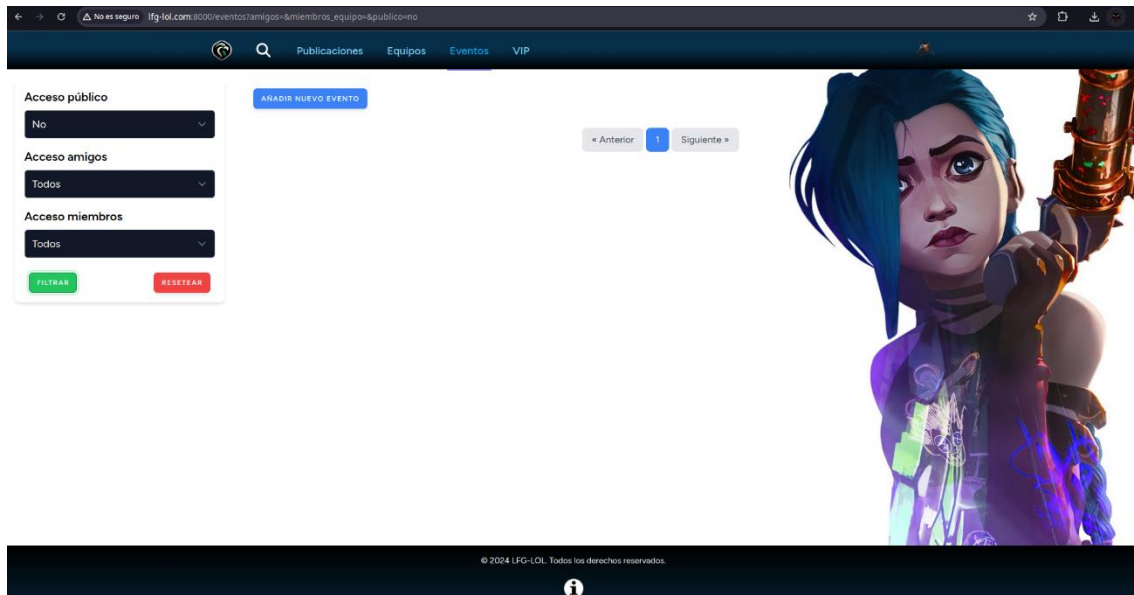 No es seguro lfg-lol.com:8000/eventos?amigos=&miembros_equipo=&publico=no
Publicaciones Equipos Eventos VIP
Acceso público
No
Acceso amigos
Todos
Acceso miembros
Todos
FILTRAR RESETEAR
AÑADIR NUEVO EVENTO
« Anterior 1 Siguiente »
© 2024 LFG-LOL. Todos los derechos reservados.